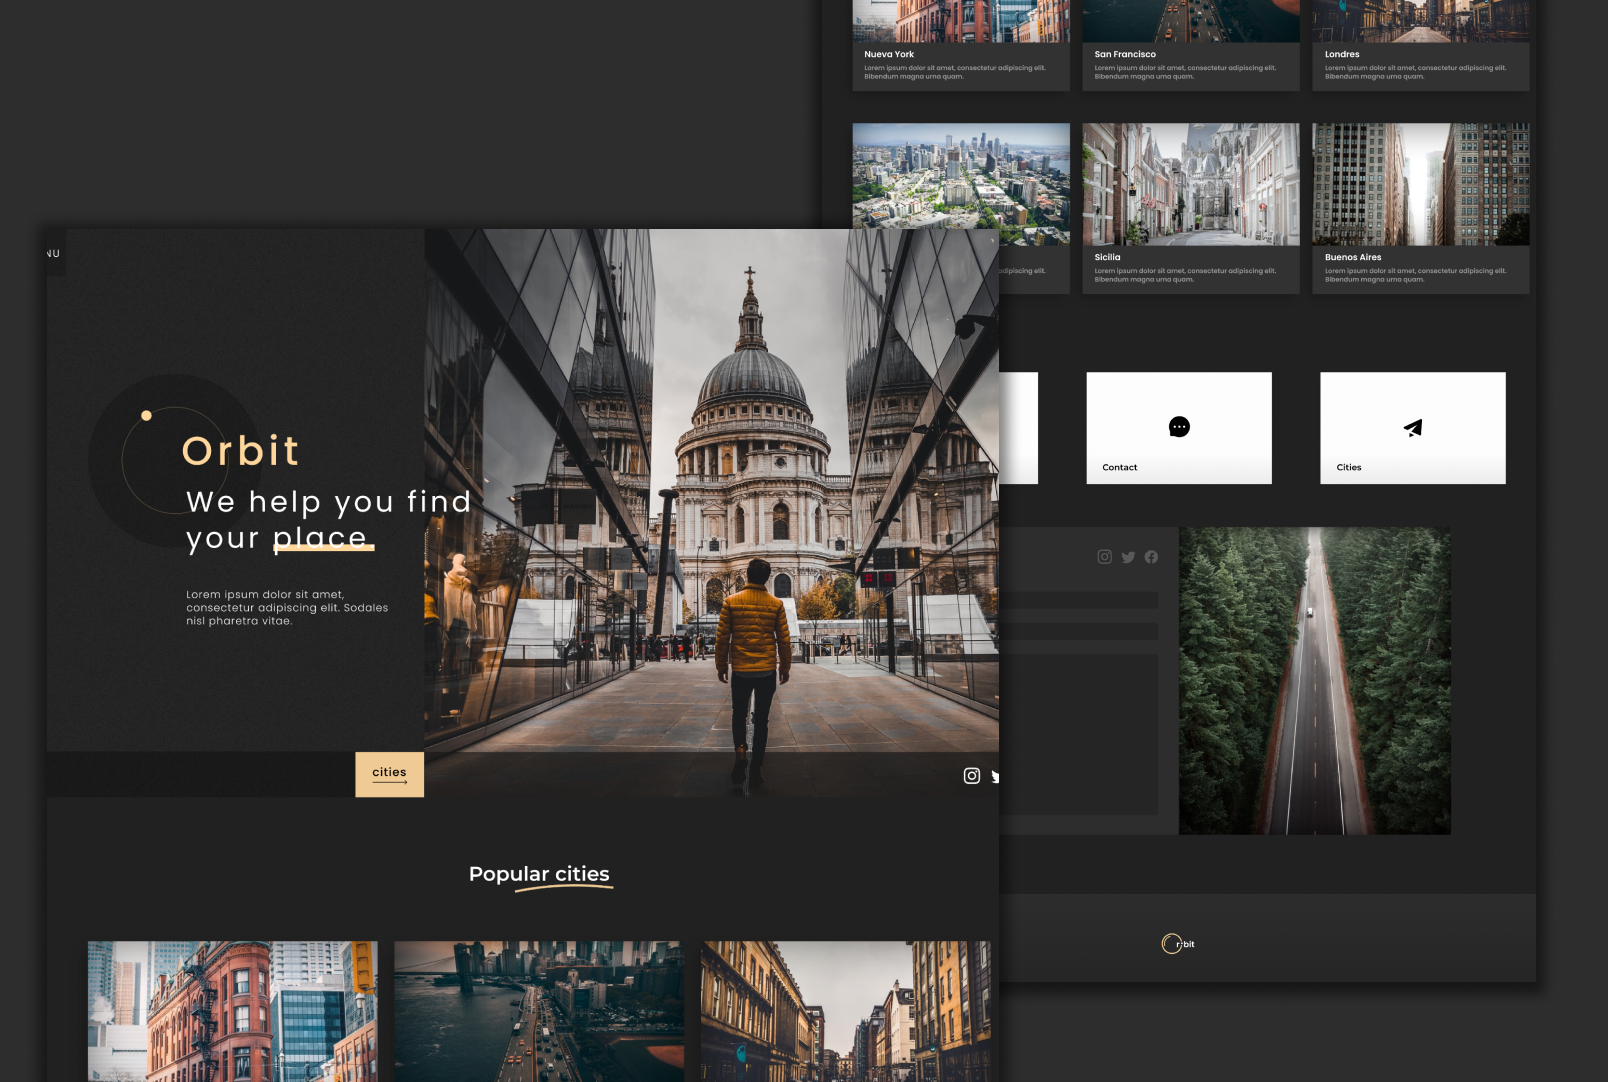 Nueva York
Lorem ipsum dolor sit amet, consectetur adipiscing elit.
Bibendum magna urna quam.
San Francisco
Lorem ipsum dolor sit amet, consectetur adipiscing elit.
Bibendum magna urna quam.
Londres
Lorem ipsum dolor sit amet, consectetur adipiscing elit.
Bibendum magna urna quam.
adipiscing elit.
Sicilia
Lorem ipsum dolor sit amet, consectetur adipiscing elit.
Bibendum magna urna quam.
Buenos Aires
Lorem ipsum dolor sit amet, consectetur adipiscing elit.
Bibendum magna urna quam.
NU
Orbit
We help you find
your place.
Lorem ipsum dolor sit amet,
consectetur adipiscing elit. Sodales
nisl pharetra vitae.
cities
Popular cities
Contact
Cities
Orbit